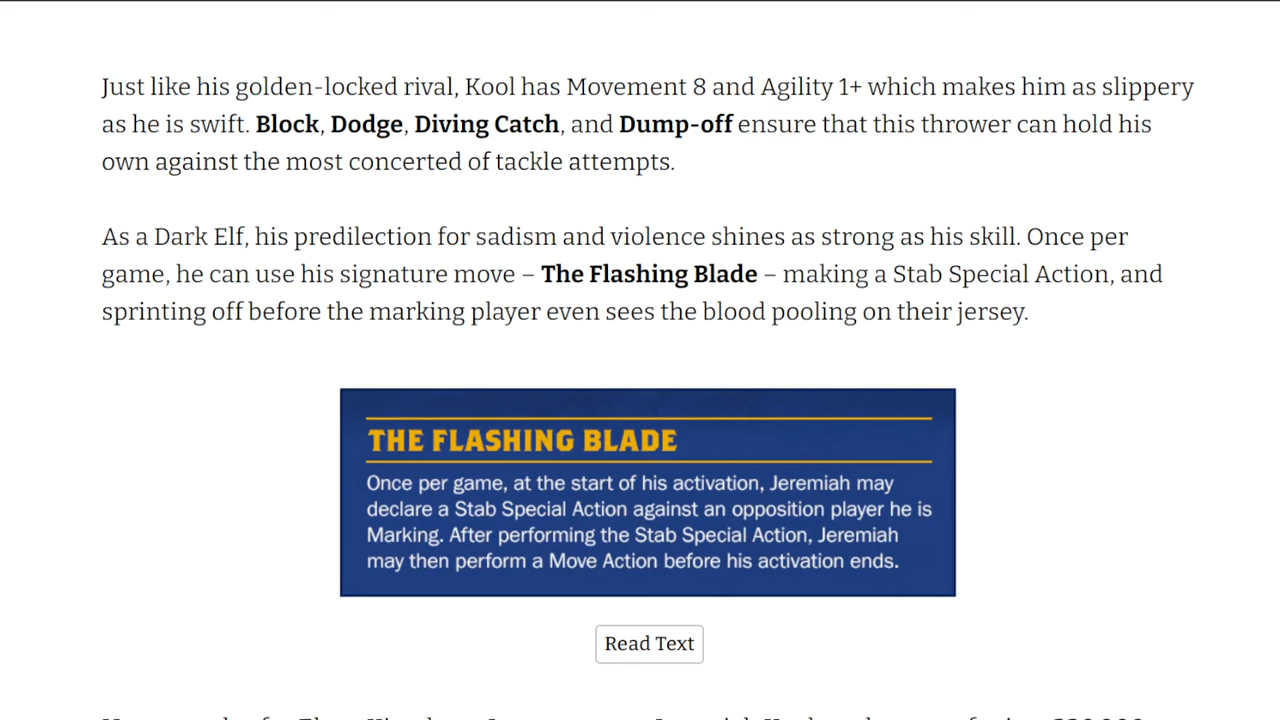 Just like his golden-locked rival, Kool has Movement 8 and Agility 1+ which makes him as slippery
as he is swift. Block, Dodge, Diving Catch, and Dump-off ensure that this thrower can hold his
own against the most concerted of tackle attempts.
As a Dark Elf, his predilection for sadism and violence shines as strong as his skill. Once per
game, he can use his signature move – The Flashing Blade – making a Stab Special Action, and
sprinting off before the marking player even sees the blood pooling on their jersey.
THE FLASHING BLADE
Once per game, at the start of his activation, Jeremiah may
declare a Stab Special Action against an opposition player he is
Marking. After performing the Stab Special Action, Jeremiah
may then perform a Move Action before his activation ends.
Read Text